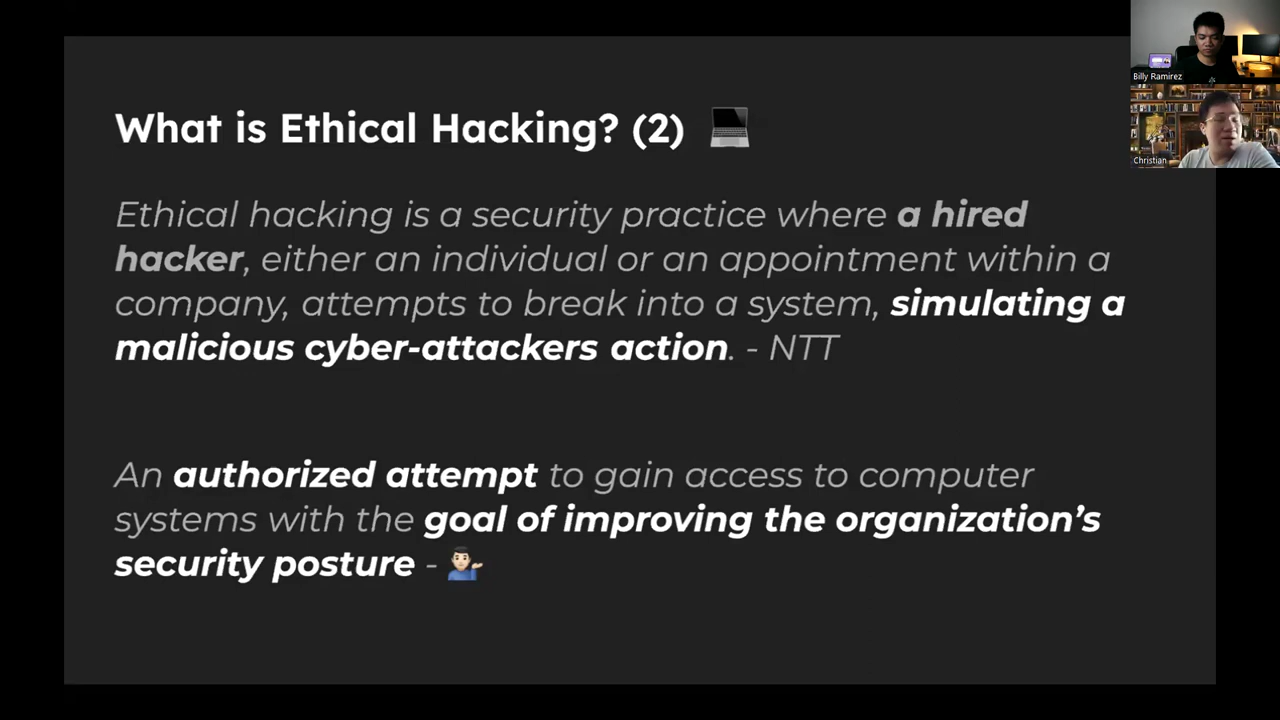 What is Ethical Hacking? (2) 💻
Ethical hacking is a security practice where a hired
hacker, either an individual or an appointment within a
company, attempts to break into a system, simulating a
malicious cyber-attackers action. - NTT
An authorized attempt to gain access to computer
systems with the goal of improving the organization’s
security posture - 💁🏻‍♂️
Billy Ramirez
Christian